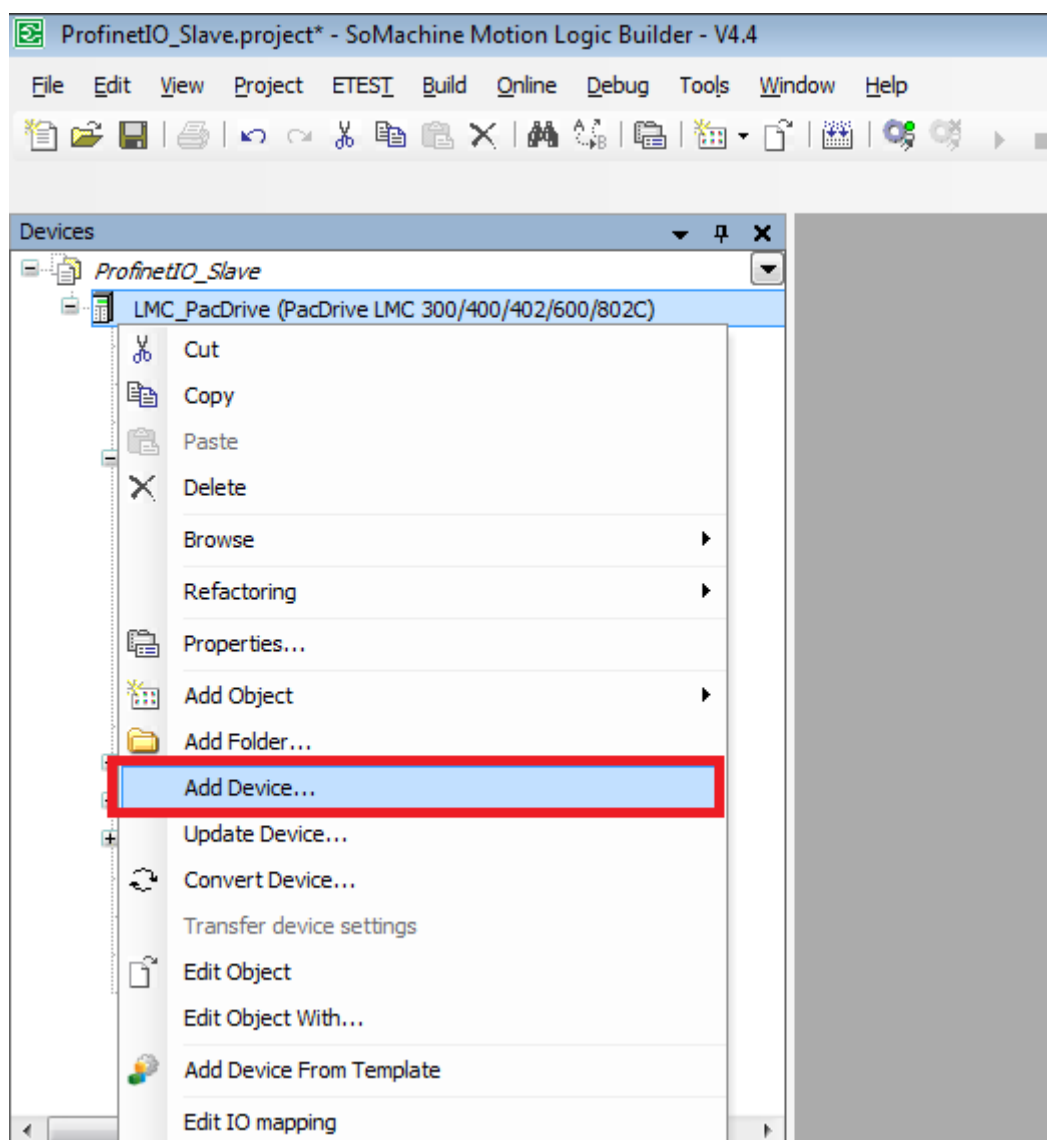 ProfinetIO_Slave.project* - SoMachine Motion Logic Builder - V4.4
File Edit View Project ETEST Build Online Debug Tools Window Help
Devices
ProfinetIO_Slave
LMC_PacDrive (PacDrive LMC 300/400/402/600/802C)
Cut
Copy
Paste
Delete
Browse
Refactoring
Properties...
Add Object
Add Folder...
Add Device...
Update Device...
Convert Device...
Transfer device settings
Edit Object
Edit Object With...
Add Device From Template
Edit IO mapping